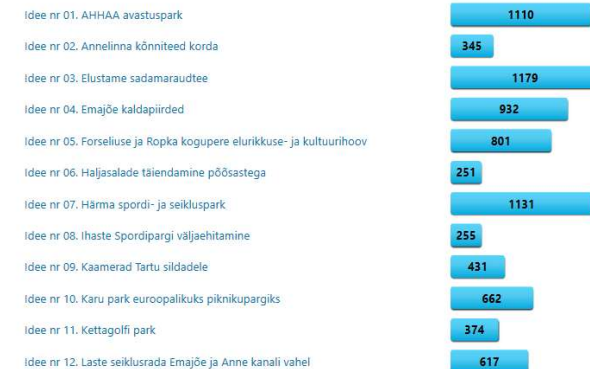 Idee nr 01. AHHAA avastuspark 1110
Idee nr 02. Annelinna kõnniteed korda 345
Idee nr 03. Elustame sadamaraudtee 1179
Idee nr 04. Emajõe kaldapiirded 932
Idee nr 05. Forseliuse ja Ropka kogupere elurikkuse- ja kultuurihoov 801
Idee nr 06. Haljasalade täiendamine põõsastega 251
Idee nr 07. Härma spordi- ja seikluspark 1131
Idee nr 08. Ihaste Spordipargi väljaehitamine 255
Idee nr 09. Kaamerad Tartu sildadele 431
Idee nr 10. Karu park euroopalikuks piknikupargiks 662
Idee nr 11. Kettagolfi park 374
Idee nr 12. Laste seiklusrada Emajõe ja Anne kanali vahel 617